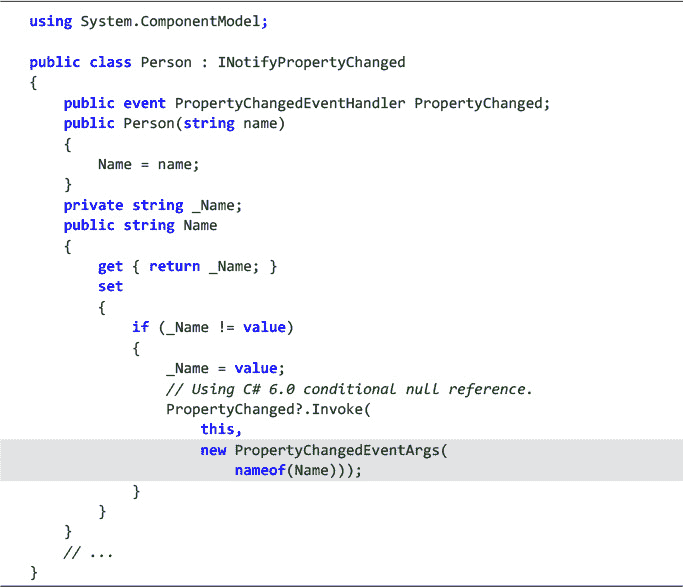 using System.ComponentModel;
public class Person : INotifyPropertyChanged
{
    public event PropertyChangedEventHandler PropertyChanged;
    public Person(string name)
    {
        Name = name;
    }
    private string _Name;
    public string Name
    {
        get { return _Name; }
        set
        {
            if (_Name != value)
            {
                _Name = value;
                // Using C# 6.0 conditional null reference.
                PropertyChanged?.Invoke(
                    this,
                    new PropertyChangedEventArgs(
                        nameof(Name)));
            }
        }
    }
    // ...
}